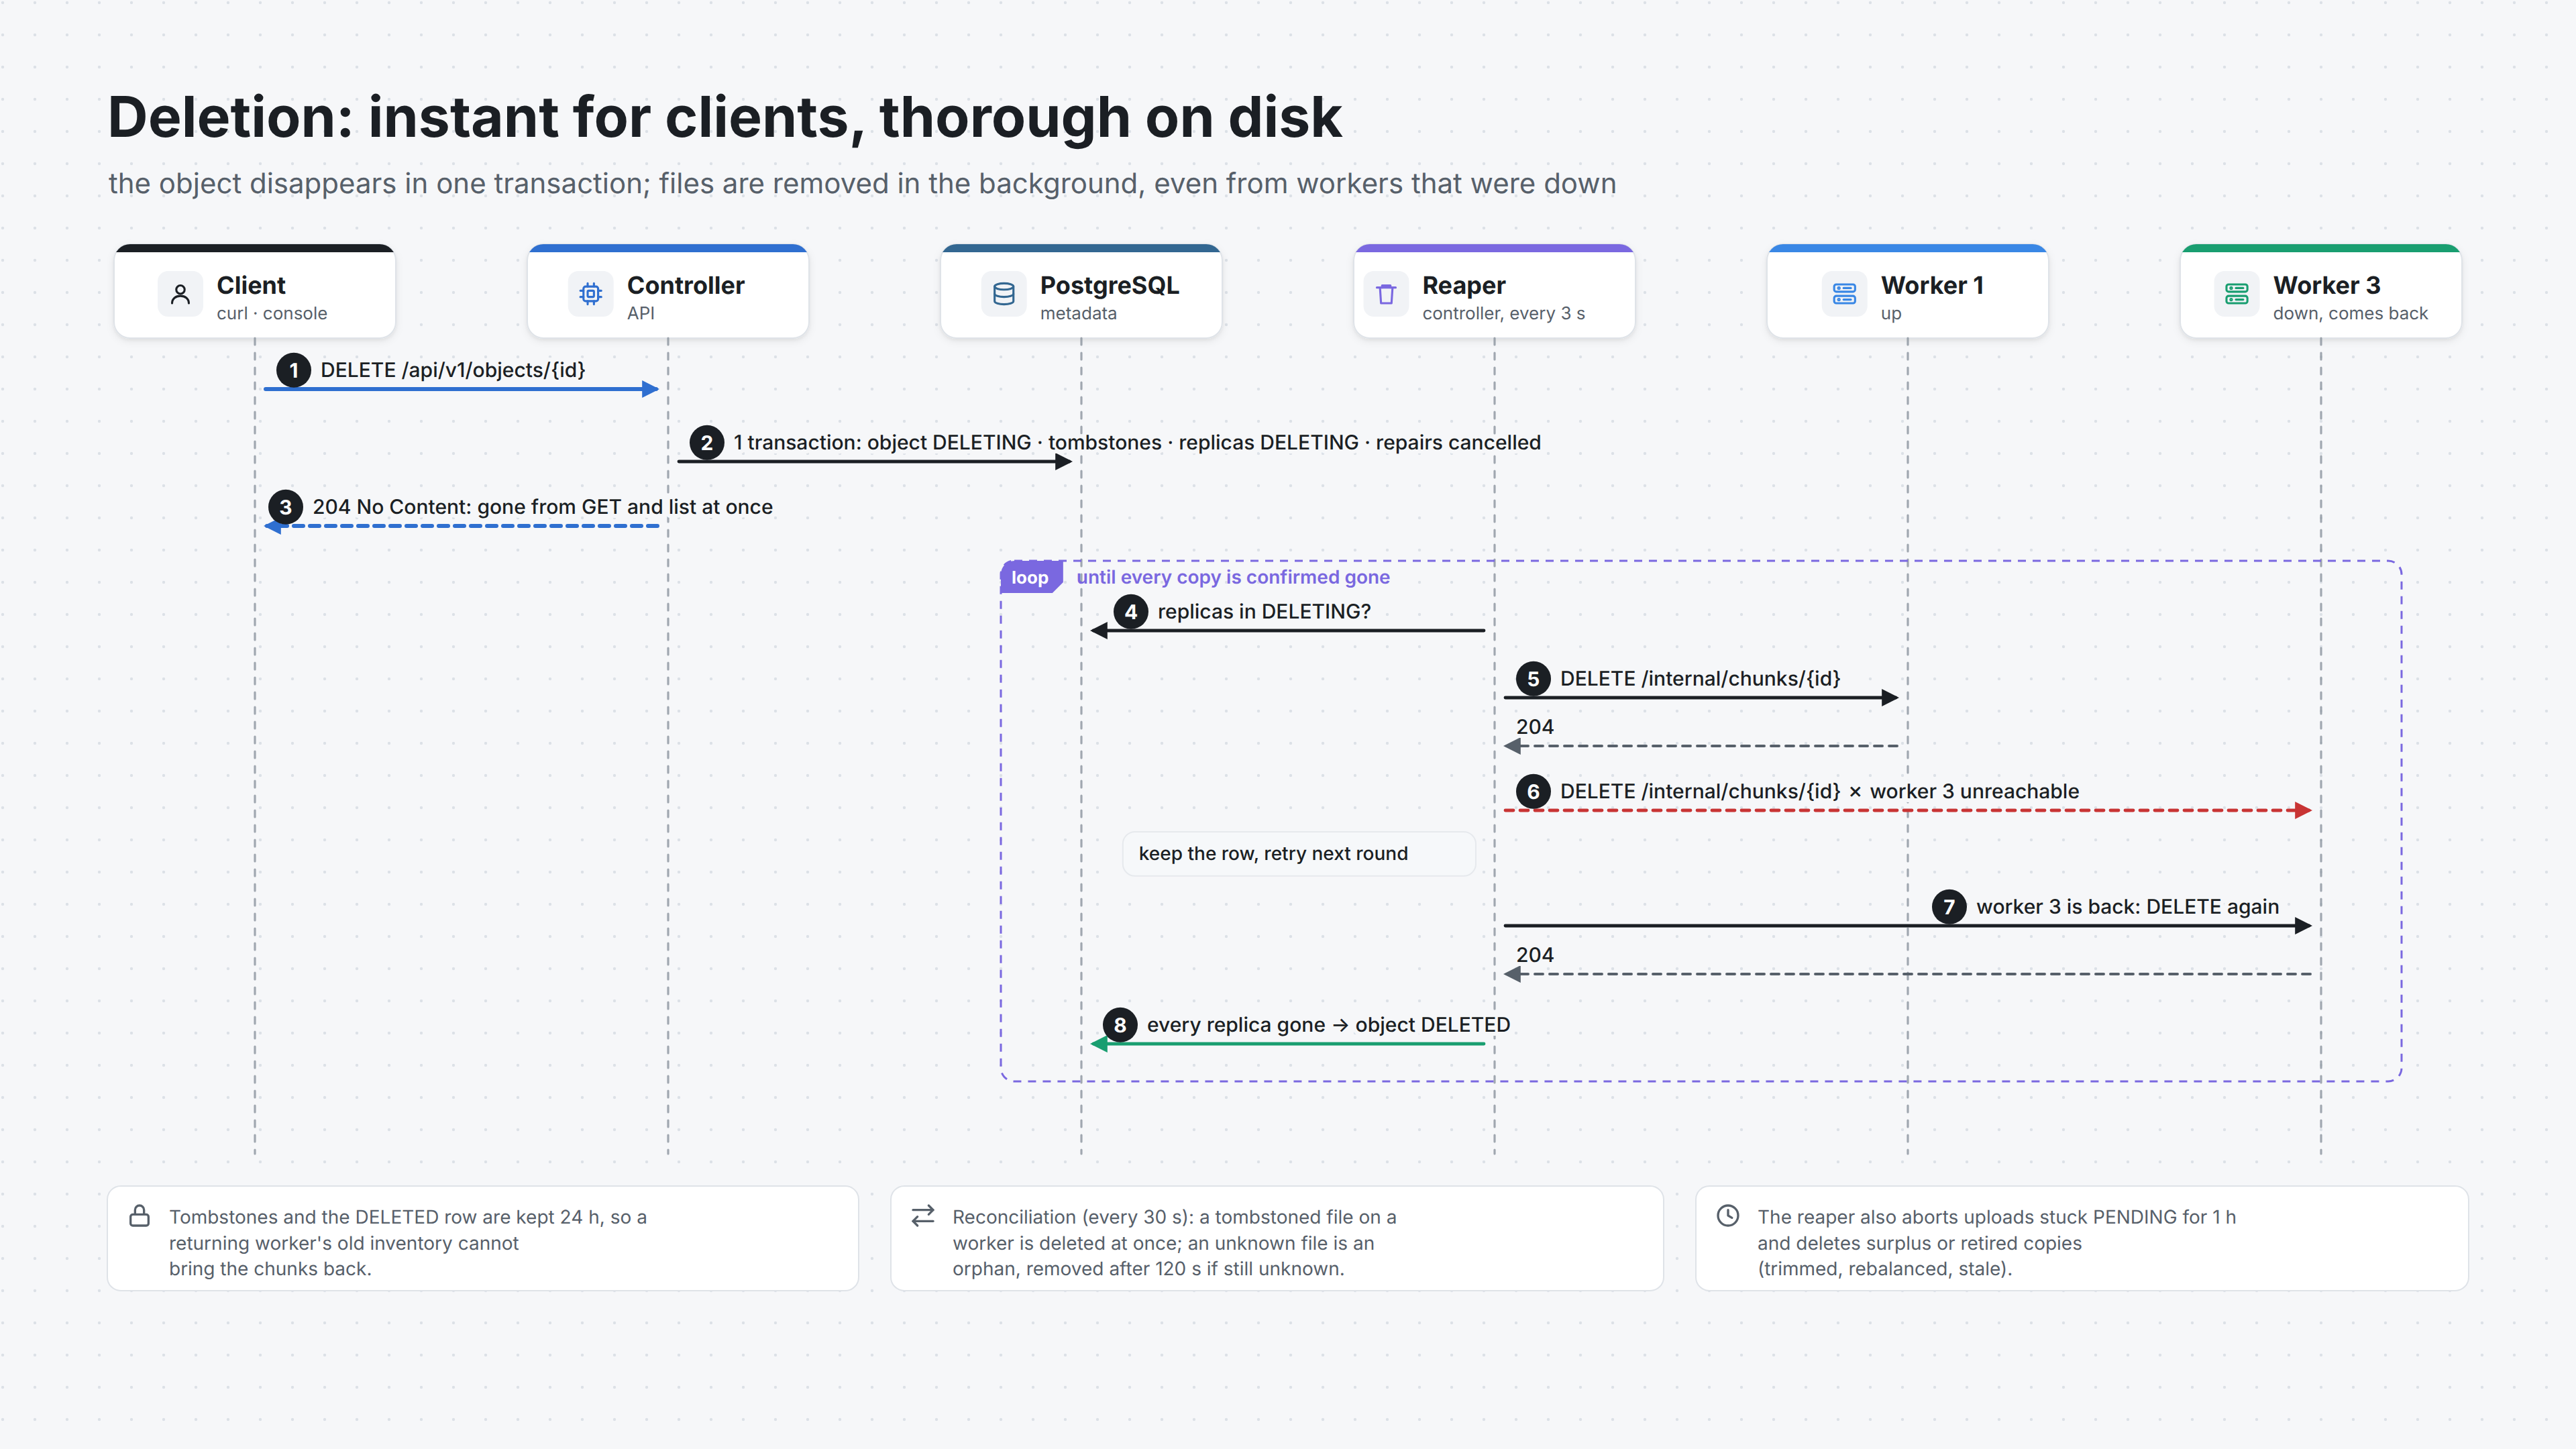 Deletion: instant for clients, thorough on disk
the object disappears in one transaction; files are removed in the background, even from workers that were down
Client
curl · console
Controller
API
PostgreSQL
metadata
Reaper
controller, every 3 s
Worker 1
up
Worker 3
down, comes back
1 DELETE /api/v1/objects/{id}
2 1 transaction: object DELETING · tombstones · replicas DELETING · repairs cancelled
3 204 No Content: gone from GET and list at once
loop until every copy is confirmed gone
4 replicas in DELETING?
5 DELETE /internal/chunks/{id}
204
6 DELETE /internal/chunks/{id} × worker 3 unreachable
keep the row, retry next round
7 worker 3 is back: DELETE again
204
8 every replica gone → object DELETED
Tombstones and the DELETED row are kept 24 h, so a
returning worker's old inventory cannot
bring the chunks back.
Reconciliation (every 30 s): a tombstoned file on a
worker is deleted at once; an unknown file is an
orphan, removed after 120 s if still unknown.
The reaper also aborts uploads stuck PENDING for 1 h
and deletes surplus or retired copies
(trimmed, rebalanced, stale).